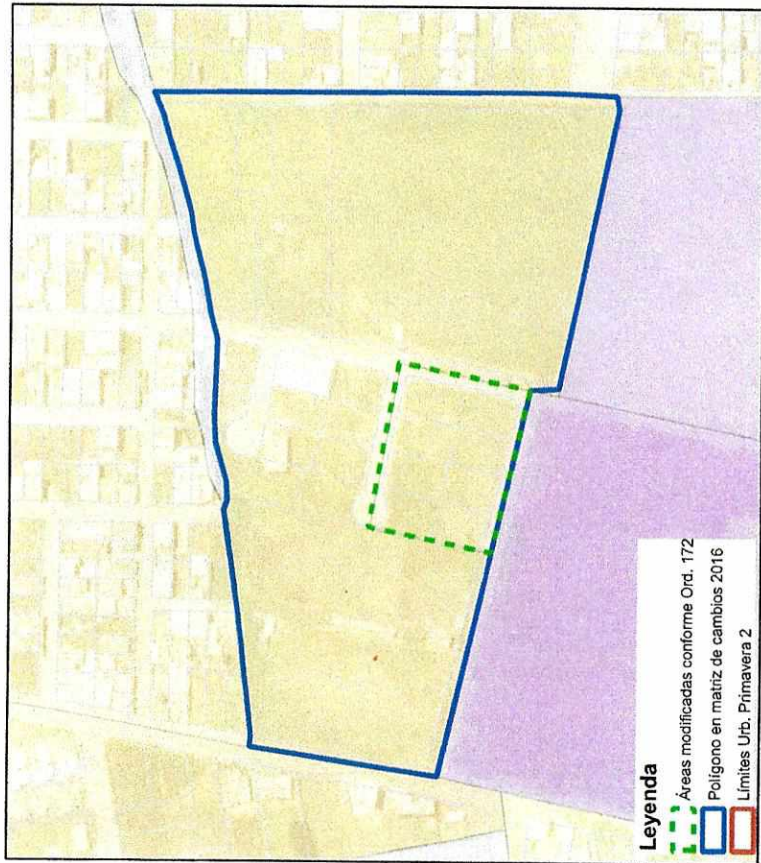 Leyenda
Áreas modificadas conforme Ord. 172
Polígono en matriz de cambios 2016
Límites Urb. Primavera 2